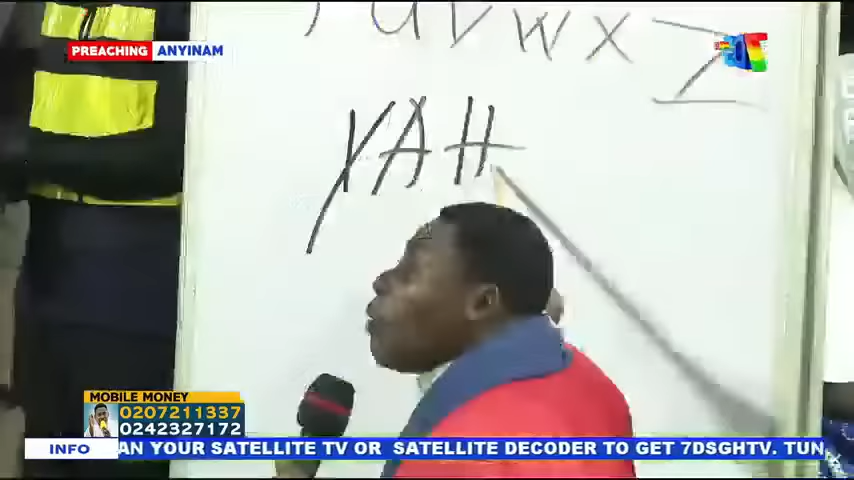 U V W X Z
PREACHING ANYINAM
YAH
MOBILE MONEY
0207211337
0242327172
INFO AN YOUR SATELLITE TV OR SATELLITE DECODER TO GET 7DSGHTV. TUN